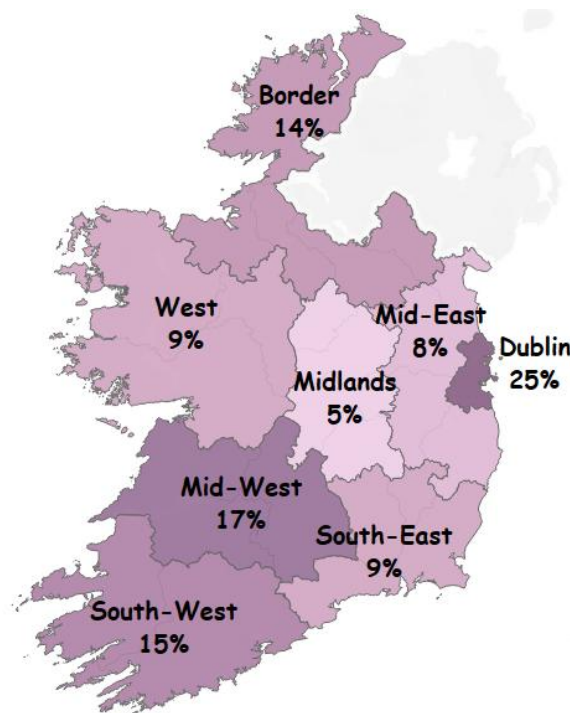 Border
14%
West
9%
Mid-East
8%
Dublin
25%
Midlands
5%
Mid-West
17%
South-East
9%
South-West
15%